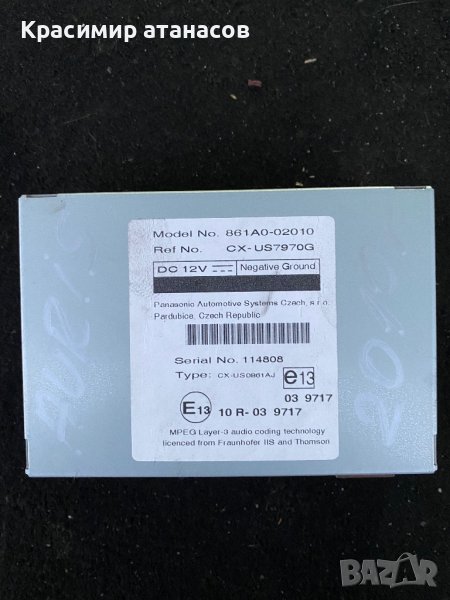 Красимир атанасов
Model No. 861A0-02010
Ref No. CX-US7970G
DC 12V Negative Ground
Panasonic Automotive Systems Czech, s.r.o.
Pardubice, Czech Republic
Serial No. 114808
Type: CX-US0861AJ e13
03 9717
E13 10 R- 03 9717
MPEG Layer-3 audio coding technology
licenced from Fraunhofer IIS and Thomson
AURI
BAZAR